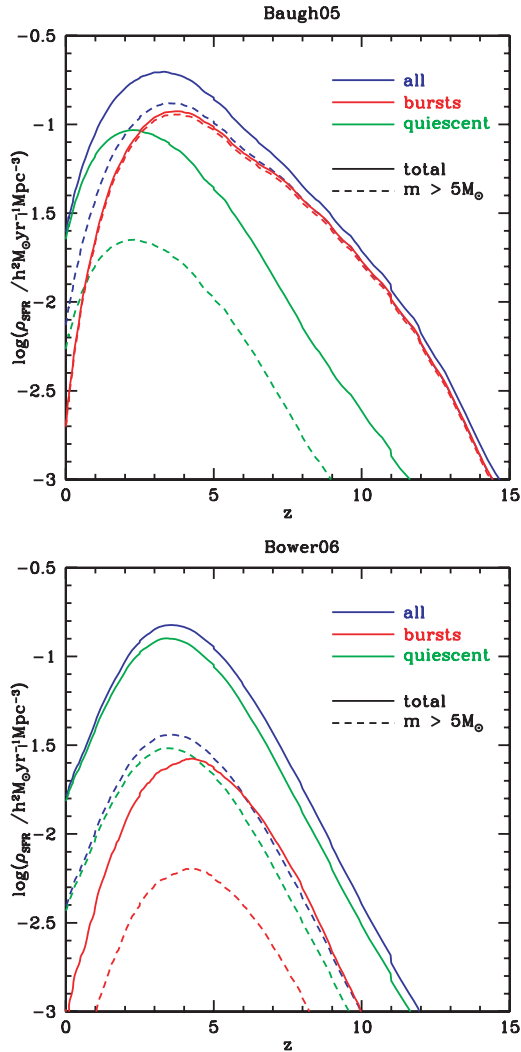 Baugh05
-0.5
-1
-1.5
-2
-2.5
-3
log(ρSFR /h²M⊙yr⁻¹Mpc⁻³)
all
bursts
quiescent
total
m > 5M⊙
0 5 10 15
z
Bower06
-0.5
-1
-1.5
-2
-2.5
-3
log(ρSFR /h²M⊙yr⁻¹Mpc⁻³)
all
bursts
quiescent
total
m > 5M⊙
0 5 10 15
z